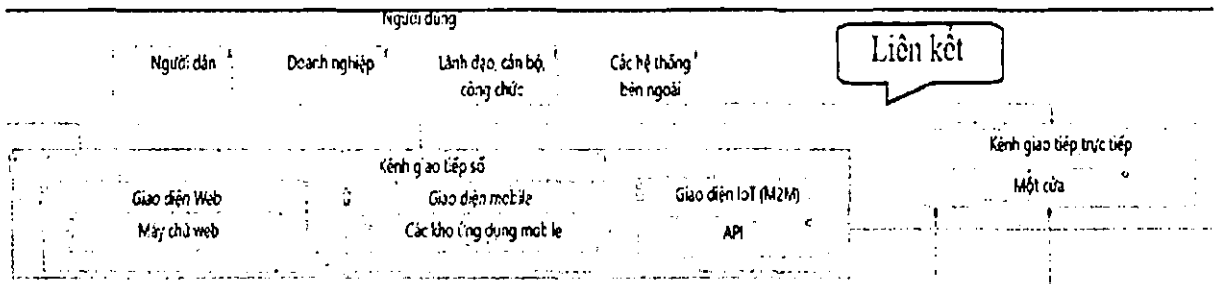 Người dùng
Người dân
Doanh nghiệp
Lãnh đạo, cán bộ,
công chức
Các hệ thống
bên ngoài
Liên kết
Kênh giao tiếp số
Giao diện Web
Máy chủ web
Giao diện mobile
Các kho ứng dụng mobile
Giao diện IoT (M2M)
API
Kênh giao tiếp trực tiếp
Một cửa